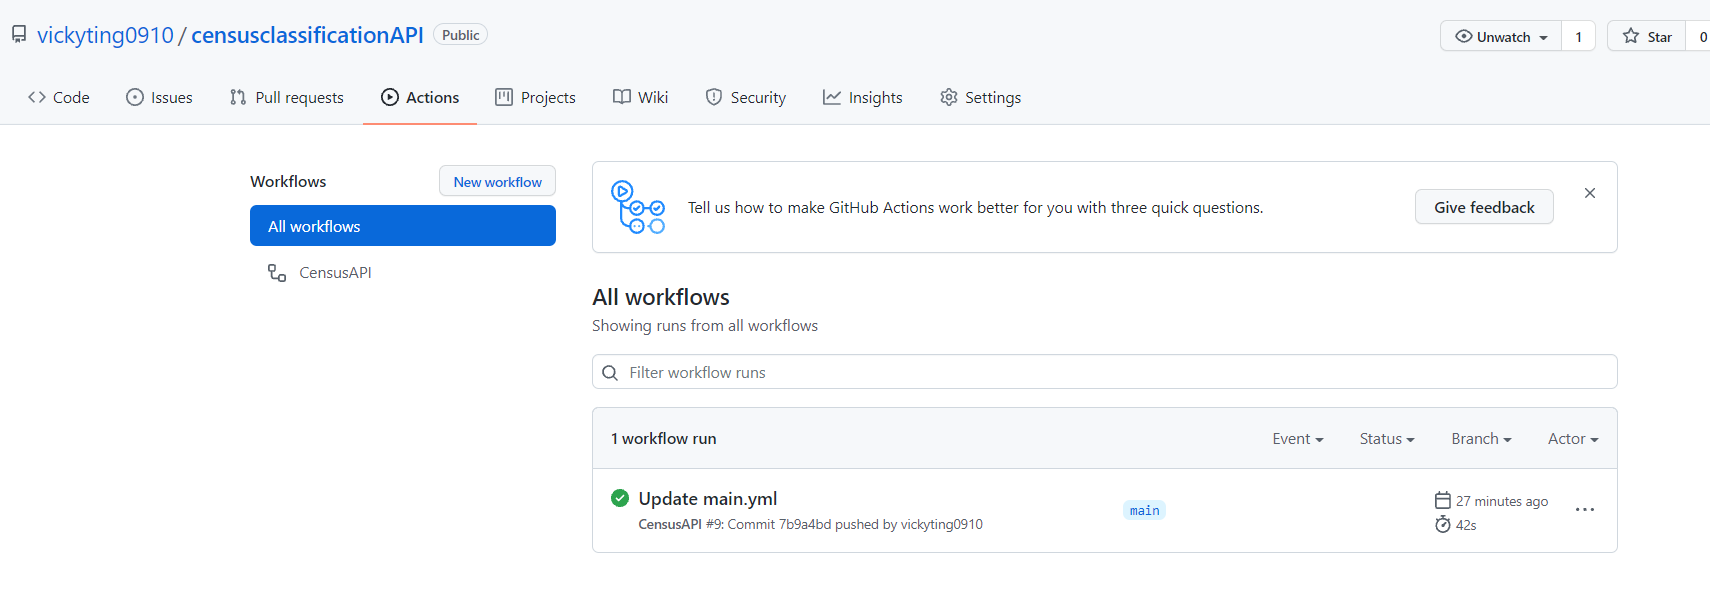 vickyting0910 / censusclassificationAPI Public
Unwatch 1 Star 0
Code Issues Pull requests Actions Projects Wiki Security Insights Settings
Workflows New workflow
All workflows
CensusAPI
Tell us how to make GitHub Actions work better for you with three quick questions. Give feedback
All workflows
Showing runs from all workflows
Filter workflow runs
1 workflow run Event Status Branch Actor
Update main.yml
CensusAPI #9: Commit 7b9a4bd pushed by vickyting0910
main
27 minutes ago
42s